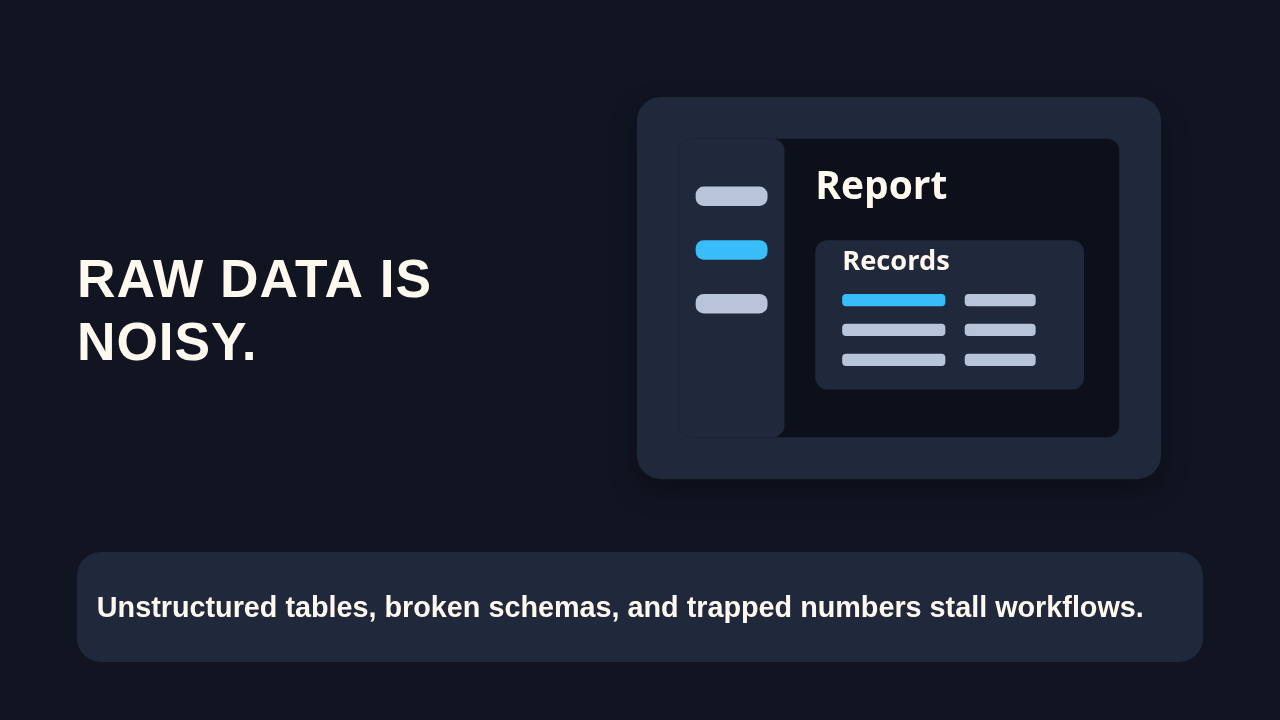 RAW DATA IS
NOISY.
Report
Records
Unstructured tables, broken schemas, and trapped numbers stall workflows.